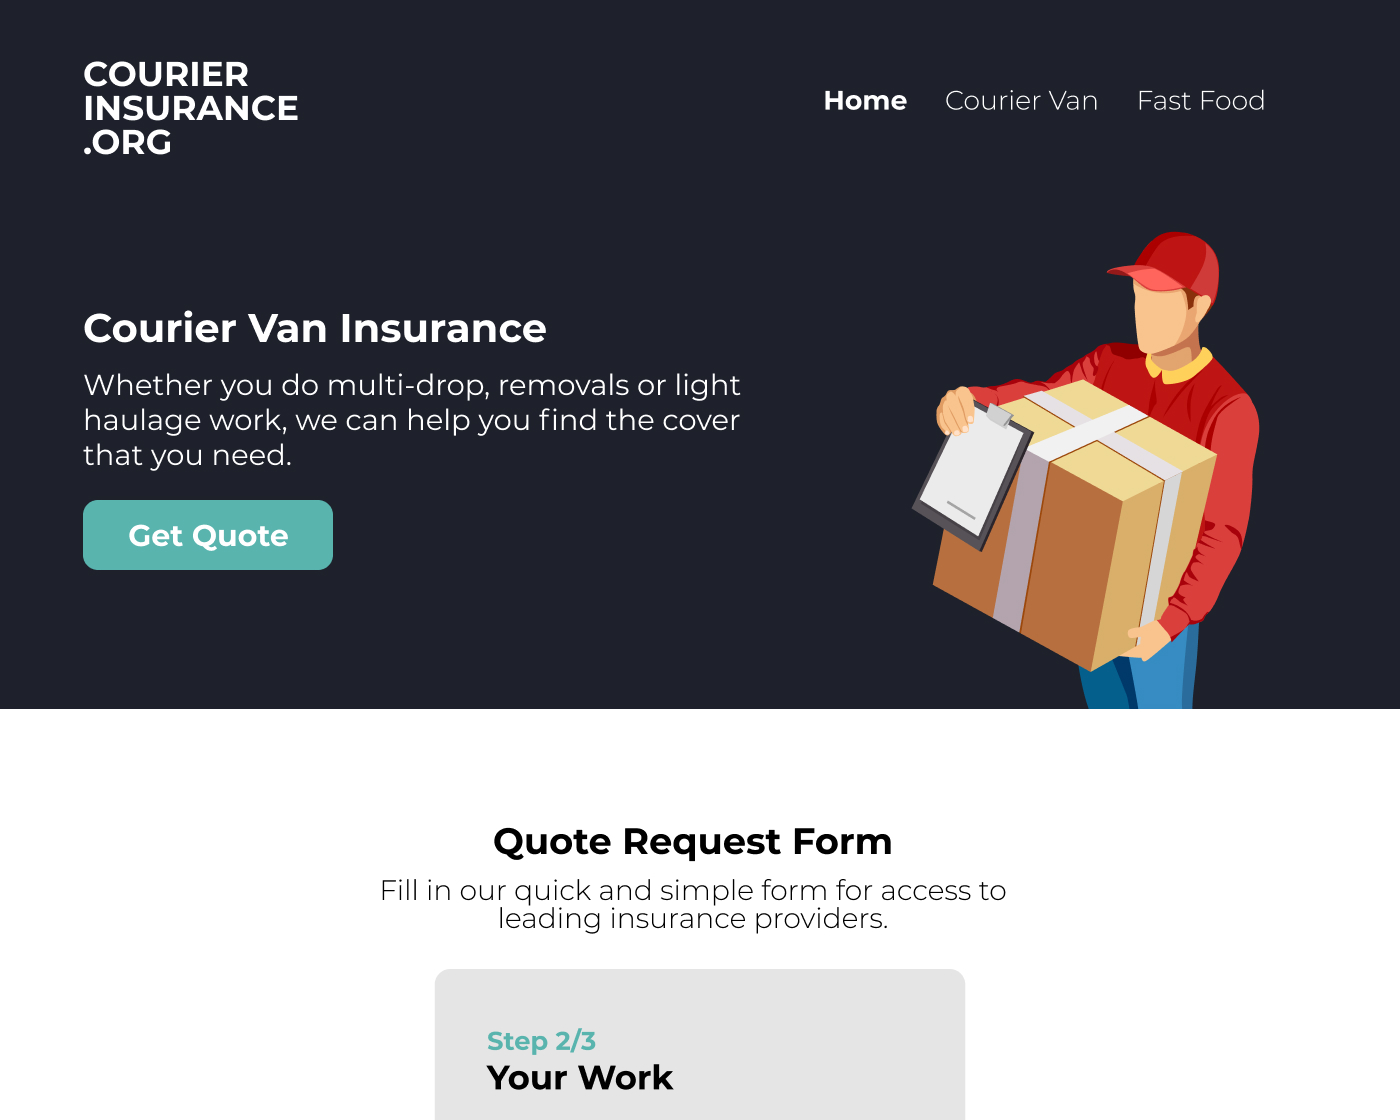 COURIER
INSURANCE
.ORG
Home Courier Van Fast Food
Courier Van Insurance
Whether you do multi-drop, removals or light
haulage work, we can help you find the cover
that you need.
Get Quote
Quote Request Form
Fill in our quick and simple form for access to
leading insurance providers.
Step 2/3
Your Work